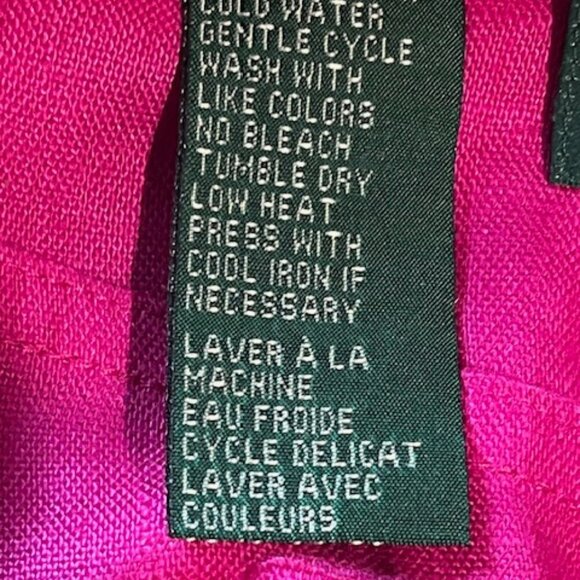 COLD WATER
GENTLE CYCLE
WASH WITH
LIKE COLORS
NO BLEACH
TUMBLE DRY
LOW HEAT
PRESS WITH
COOL IRON IF
NECESSARY
LAVER À LA
MACHINE
EAU FROIDE
CYCLE DELICAT
LAVER AVEC
COULEURS